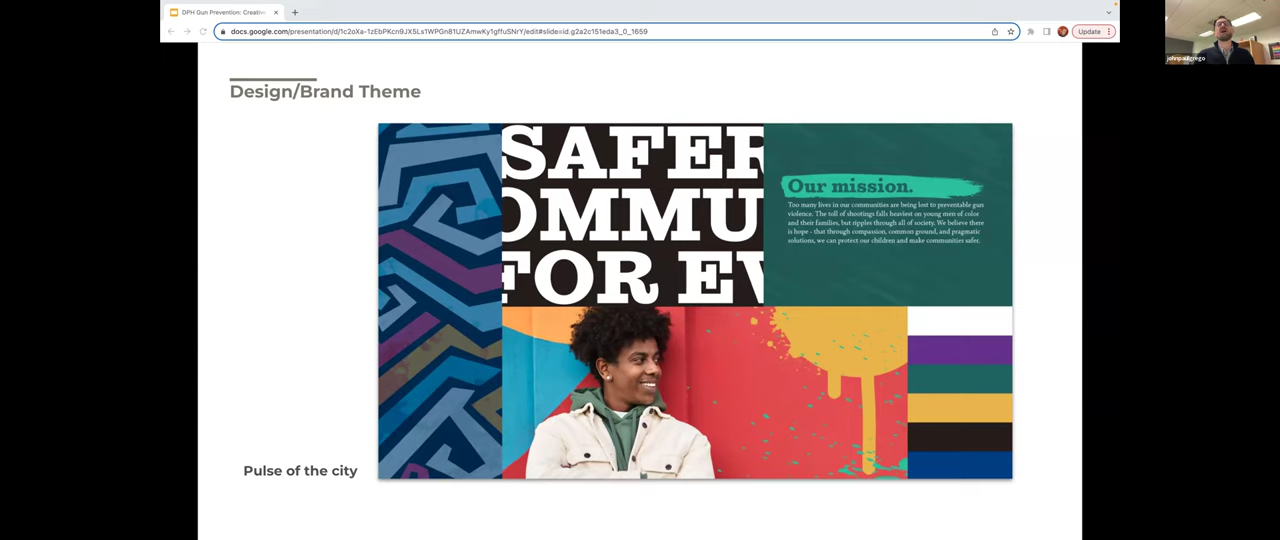 DPH Gun Prevention: Creative
docs.google.com/presentation/d/1c2oXa-1zEbPKcn9JX5Ls1WPGn81UZAmwKy1gffuSNrY/edit#slide=id.g2a2c151eda3_0_1659
Update
johnpaulgrego
Design/Brand Theme
SAFER
OMMU
FOR EV
Our mission.
Too many lives in our communities are being lost to preventable gun
violence. The toll of shootings falls heaviest on young men of color
and their families, but ripples through all of society. We believe there
is hope - that through compassion, common ground, and pragmatic
solutions, we can protect our children and make communities safer.
Pulse of the city